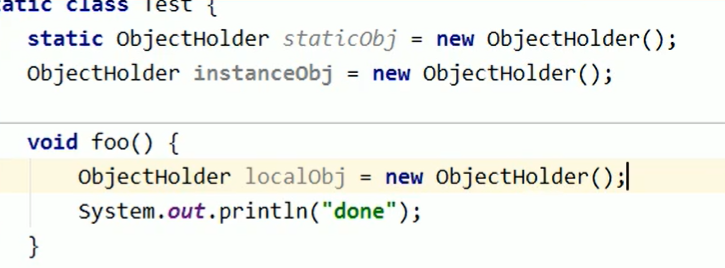 static class Test {
static ObjectHolder staticObj = new ObjectHolder();
ObjectHolder instanceObj = new ObjectHolder();
void foo() {
ObjectHolder localObj = new ObjectHolder();
System.out.println("done");
}